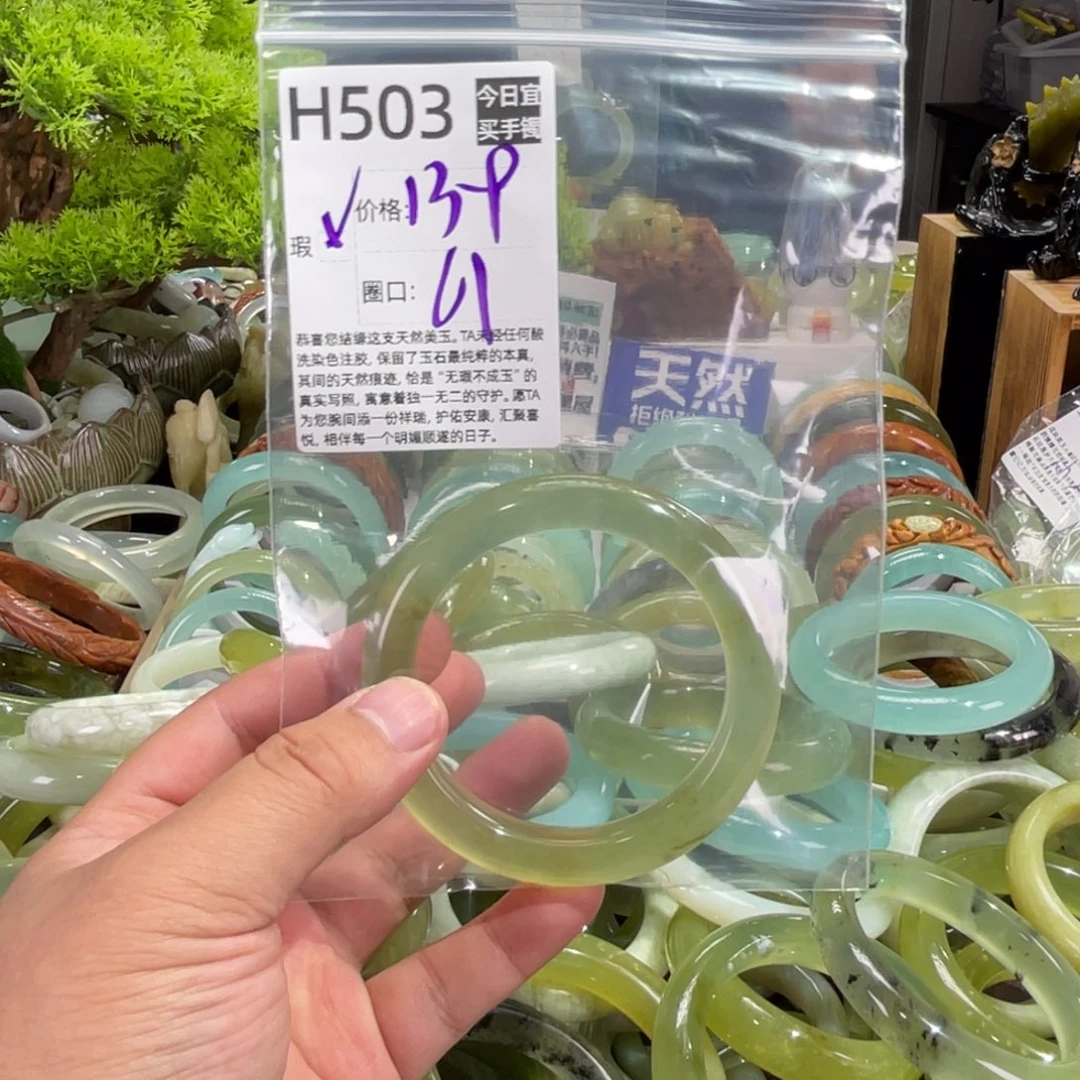 H503
今日宜
买手镯
价格:139
瑕 ✓
圈口:61
恭喜您结缘这支天然美玉。TA未经任何酸
洗染色注胶, 保留了玉石最纯粹的本真,
其间的天然痕迹, 恰是“无瑕不成玉”的
真实写照, 寓意着独一无二的守护。愿TA
为您腕间添一份祥瑞, 护佑安康, 汇聚喜
悦, 相伴每一个明媚顺遂的日子。
天然